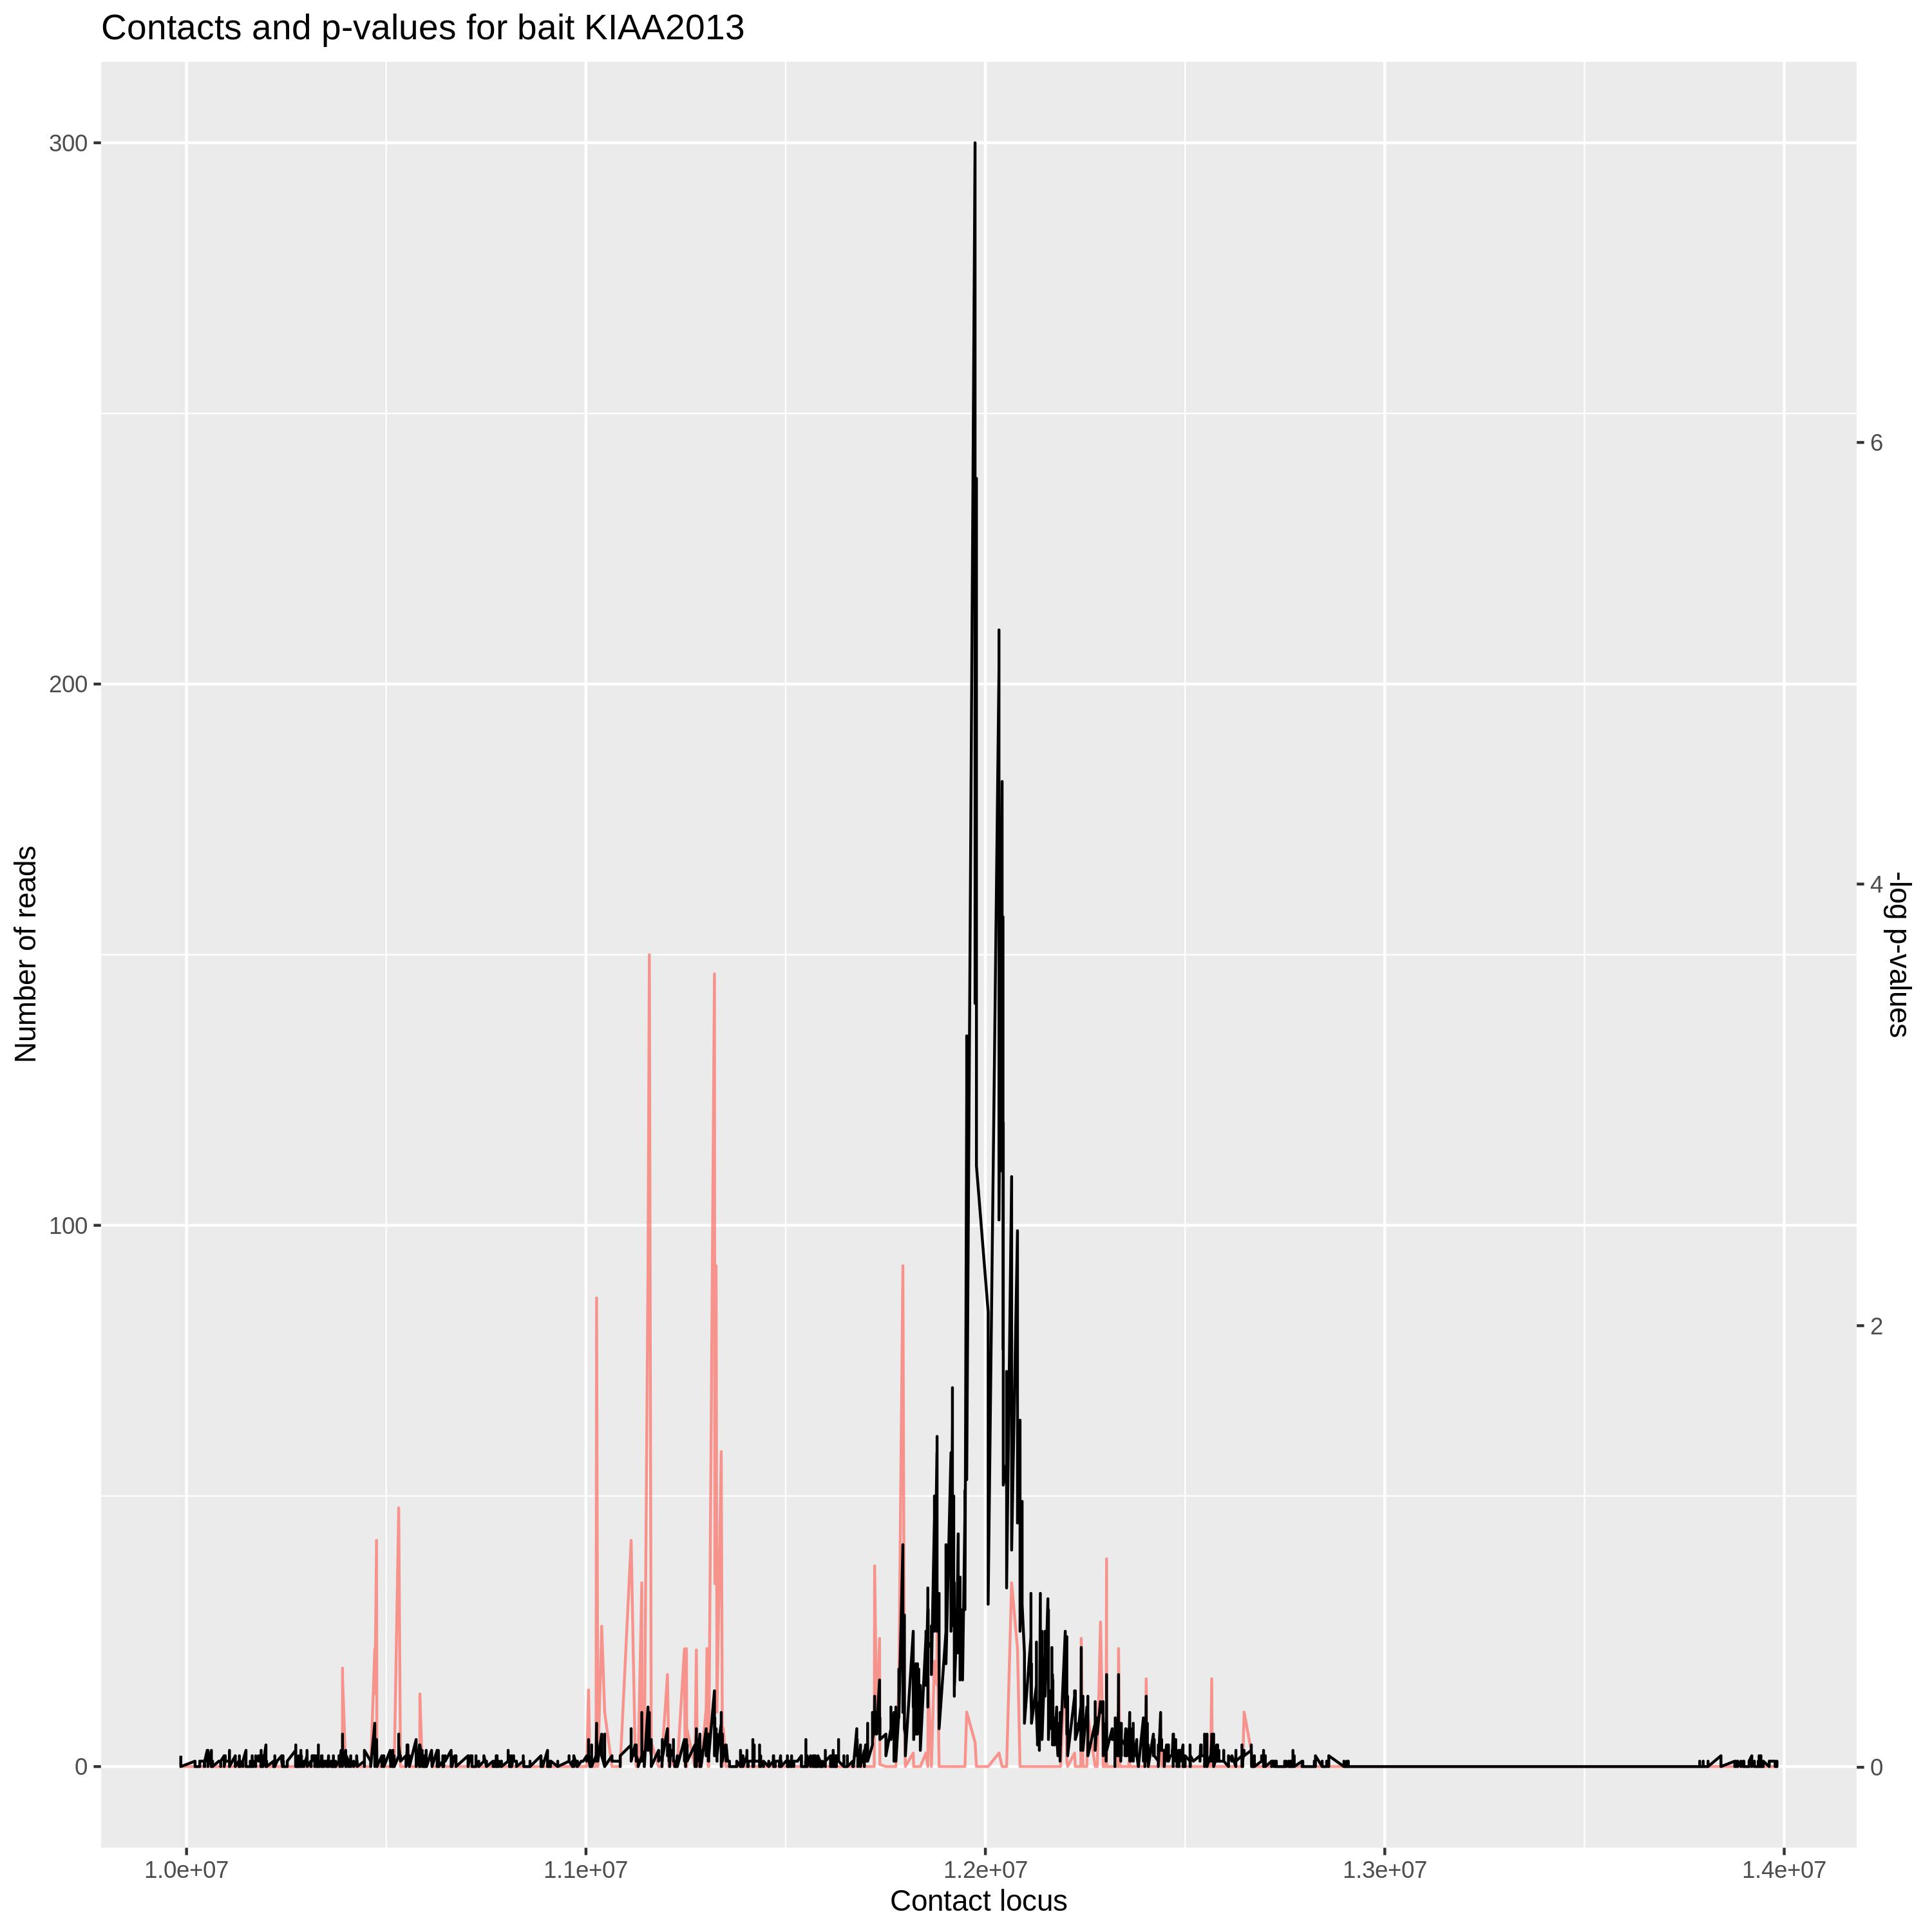 Contacts and p-values for bait KIAA2013
300
200
100
0
Number of reads
6
4
2
0
-log p-values
1.0e+07
1.1e+07
1.2e+07
1.3e+07
1.4e+07
Contact locus